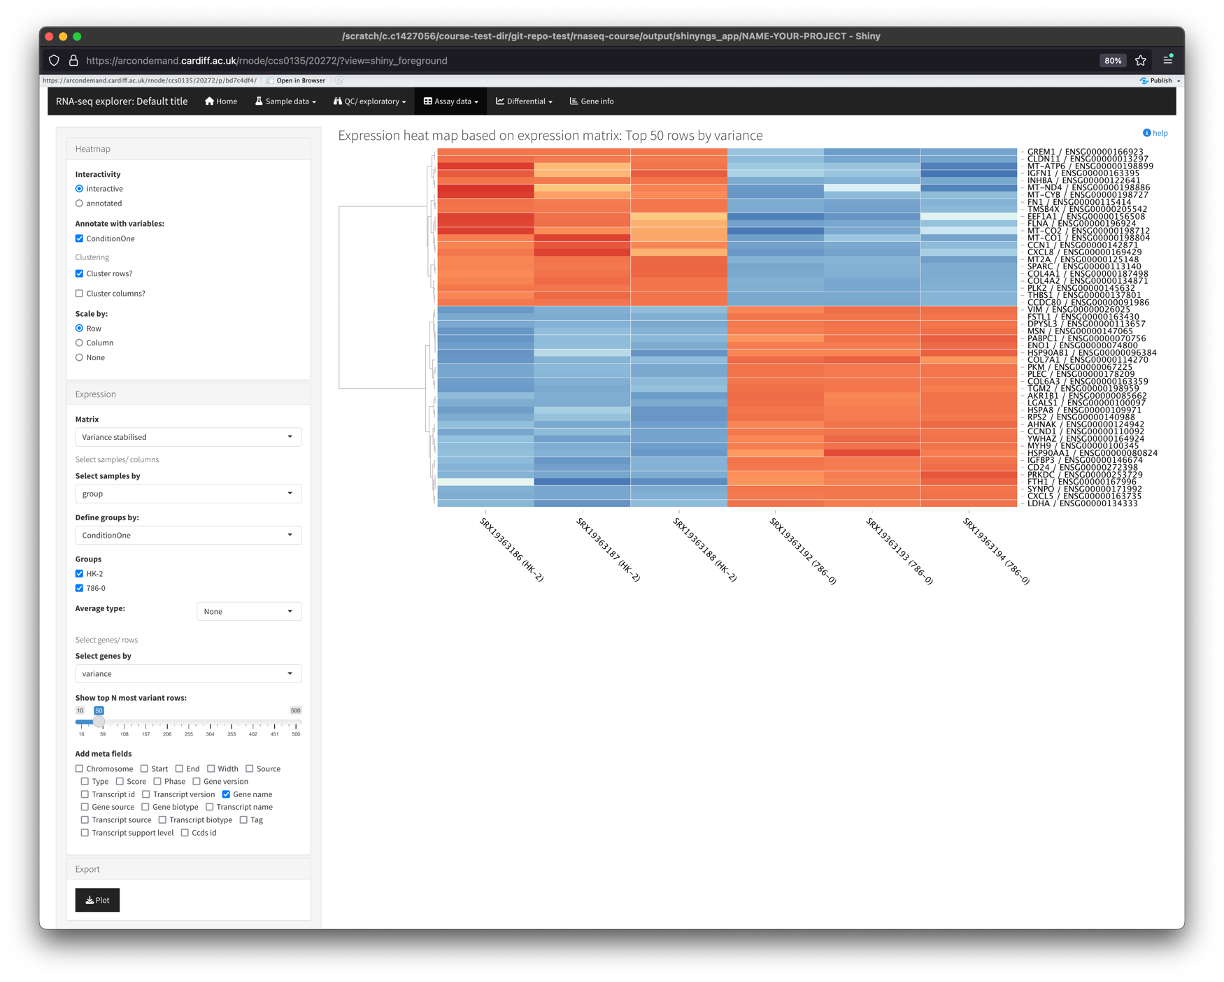 /scratch/c.c1427056/course-test-dir/git-repo-test/rnaseq-course/output/shinyngs_app/NAME-YOUR-PROJECT - Shiny
https://arcondemand.cardiff.ac.uk/rnode/ccs0135/20272/?view=shiny_foreground
80%
https://arcondemand.cardiff.ac.uk/rnode/ccs0135/20272/p/bd7c4df4/ Open in Browser Publish
RNA-seq explorer: Default title Home Sample data QC/ exploratory Assay data Differential Gene info
Heatmap
Interactivity
interactive
annotated
Annotate with variables:
ConditionOne
Clustering
Cluster rows?
Cluster columns?
Scale by:
Row
Column
None
Expression
Matrix
Variance stabilised
Select samples/ columns
Select samples by
group
Define groups by:
ConditionOne
Groups
HK-2
786-0
Average type: None
Select genes/ rows
Select genes by
variance
Show top N most variant rows:
10 50 500
10 59 108 157 206 255 304 353 402 451 500
Add meta fields
Chromosome Start End Width Source
Type Score Phase Gene version
Transcript id Transcript version Gene name
Gene source Gene biotype Transcript name
Transcript source Transcript biotype Tag
Transcript support level Ccds id
Export
Plot
Expression heat map based on expression matrix: Top 50 rows by variance
help
GREM1 / ENSG00000166923
CLDN11 / ENSG00000013297
MT-ATP6 / ENSG00000198899
IGFN1 / ENSG00000163395
INHBA / ENSG00000122641
MT-ND4 / ENSG00000198886
MT-CYB / ENSG00000198727
FN1 / ENSG00000115414
TMSB4X / ENSG00000205542
EEF1A1 / ENSG00000156508
FLNA / ENSG00000196924
MT-CO2 / ENSG00000198712
MT-CO1 / ENSG00000198804
CCN1 / ENSG00000142871
CXCL8 / ENSG00000169429
MT2A / ENSG00000125148
SPARC / ENSG00000113140
COL4A1 / ENSG00000187498
COL4A2 / ENSG00000134871
PLK2 / ENSG00000145632
THBS1 / ENSG00000137801
CCDC80 / ENSG00000091986
VIM / ENSG00000026025
FSTL1 / ENSG00000163430
DPYSL3 / ENSG00000113657
MSN / ENSG00000147065
PABPC1 / ENSG00000070756
ENO1 / ENSG00000074800
HSP90AB1 / ENSG00000096384
COL7A1 / ENSG00000114270
PKM / ENSG00000067225
PLEC / ENSG00000178209
COL6A3 / ENSG00000163359
TGM2 / ENSG00000198959
AKR1B1 / ENSG00000085662
LGALS1 / ENSG00000100097
HSPA8 / ENSG00000109971
RPS2 / ENSG00000140988
AHNAK / ENSG00000124942
CCND1 / ENSG00000110092
YWHAZ / ENSG00000164924
MYH9 / ENSG00000100345
HSP90AA1 / ENSG00000080824
IGFBP3 / ENSG00000146674
CD24 / ENSG00000272398
PRKDC / ENSG00000253729
FTH1 / ENSG00000167996
SYNPO / ENSG00000171992
CXCL5 / ENSG00000163735
LDHA / ENSG00000134333
SRX19363186 (HK-2)
SRX19363187 (HK-2)
SRX19363188 (HK-2)
SRX19363192 (786-0)
SRX19363193 (786-0)
SRX19363194 (786-0)